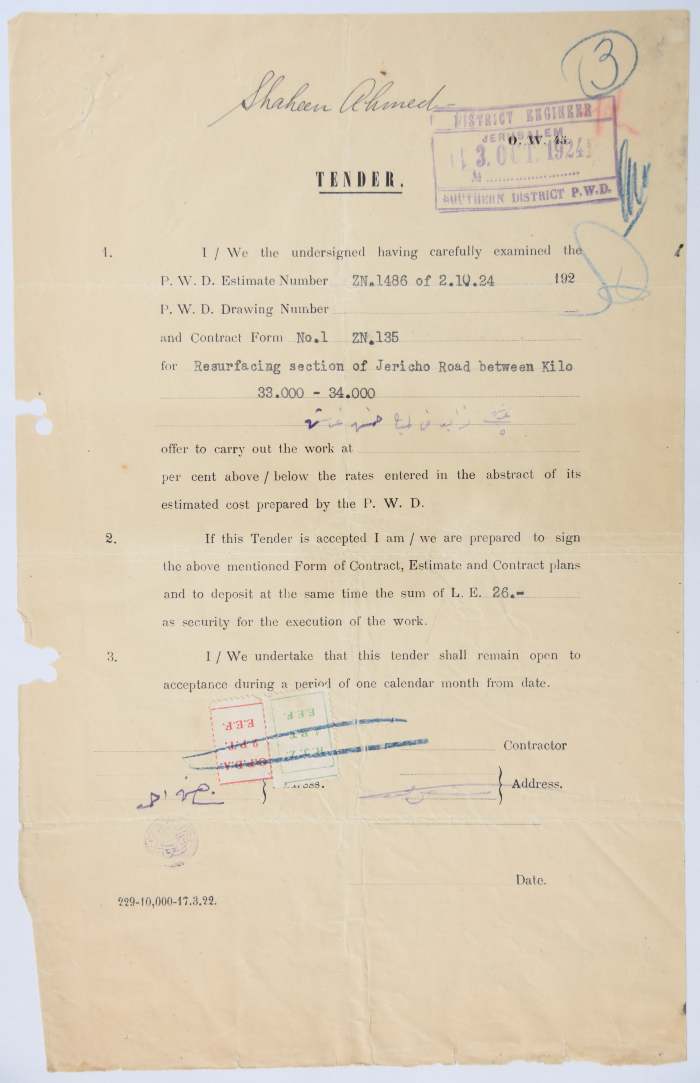 3
Shaheen Ahmed
DISTRICT ENGINEER
JERUSALEM
O. W. 45.
13. OCT. 1924
№
SOUTHERN DISTRICT P.W.D.
TENDER.
1. I / We the undersigned having carefully examined the
P. W. D. Estimate Number ZN.1486 of 2.10.24 192
P. W. D. Drawing Number
and Contract Form No.1 ZN.135
for Resurfacing section of Jericho Road between Kilo
33.000 - 34.000
offer to carry out the work at
per cent above / below the rates entered in the abstract of its
estimated cost prepared by the P. W. D.
2. If this Tender is accepted I am / we are prepared to sign
the above mentioned Form of Contract, Estimate and Contract plans
and to deposit at the same time the sum of L. E. 26.-
as security for the execution of the work.
3. I / We undertake that this tender shall remain open to
acceptance during a period of one calendar month from date.
E.E.F. E.E.F.
2 P.T. 1 P.T.
O.P.D.A. H.J.Z.
Contractor
Address.
Date.
229-10,000-17.3.22.